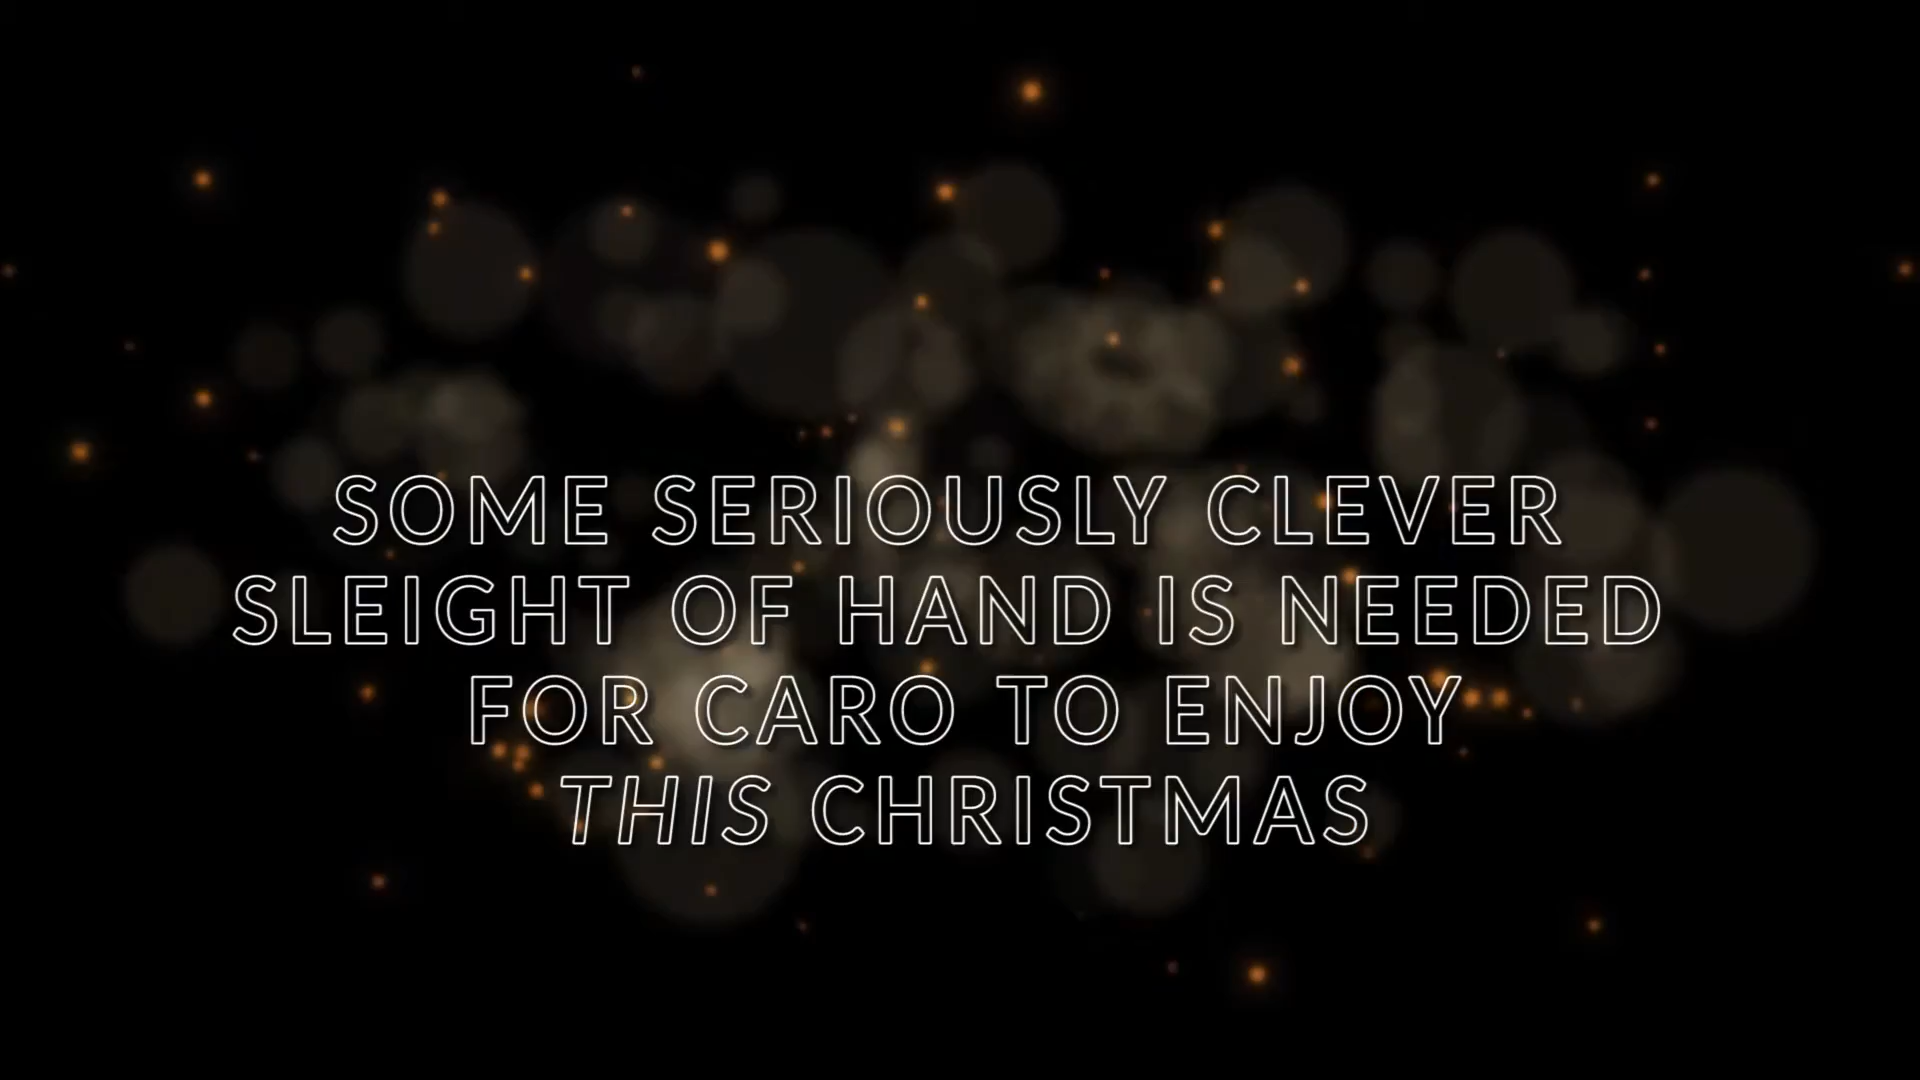 SOME SERIOUSLY CLEVER
SLEIGHT OF HAND IS NEEDED
FOR CARO TO ENJOY
THIS CHRISTMAS